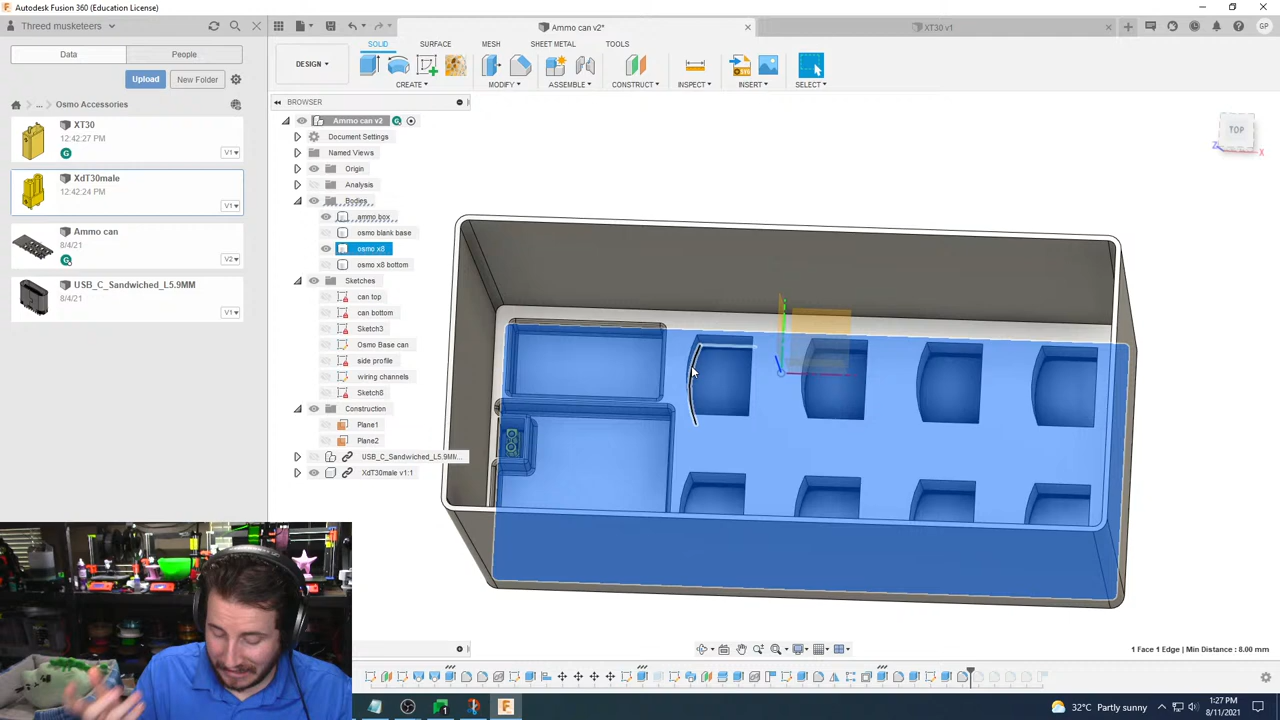 Autodesk Fusion 360 (Education License)
Threed musketeers
Ammo can v2*
XT30 v1
GP
Data
People
Upload
New Folder
... Osmo Accessories
XT30
12:42:27 PM
V1
XdT30male
12:42:24 PM
V1
Ammo can
8/4/21
V2
USB_C_Sandwiched_L5.9MM
8/4/21
V1
SOLID
SURFACE
MESH
SHEET METAL
TOOLS
DESIGN
CREATE
MODIFY
ASSEMBLE
CONSTRUCT
INSPECT
INSERT
SELECT
BROWSER
Ammo can v2
Document Settings
Named Views
Origin
Analysis
Bodies
ammo box
osmo blank base
osmo x8
osmo x8 bottom
Sketches
can top
can bottom
Sketch3
Osmo Base can
side profile
wiring channels
Sketch8
Construction
Plane1
Plane2
USB_C_Sandwiched_L5.9M...
XdT30male v1:1
TOP
Z
X
1 Face 1 Edge | Min Distance : 8.00 mm
32°C Partly sunny
1:27 PM
8/11/2021